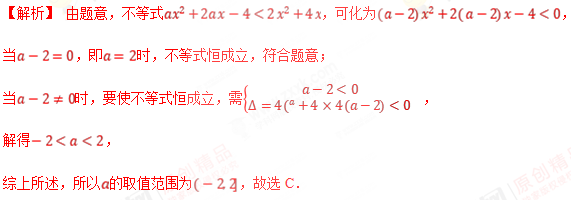 【解析】 由题意，不等式ax²+2ax−4<2x²+4x，可化为(a−2)x²+2(a−2)x−4<0，
当a−2=0，即a=2时，不等式恒成立，符合题意；
当a−2≠0时，要使不等式恒成立，需{a−2<0
Δ=4(ᵃ+4×4(a−2)<0 ，
解得−2<a<2，
综上所述，所以a的取值范围为(−2 2]，故选 C．